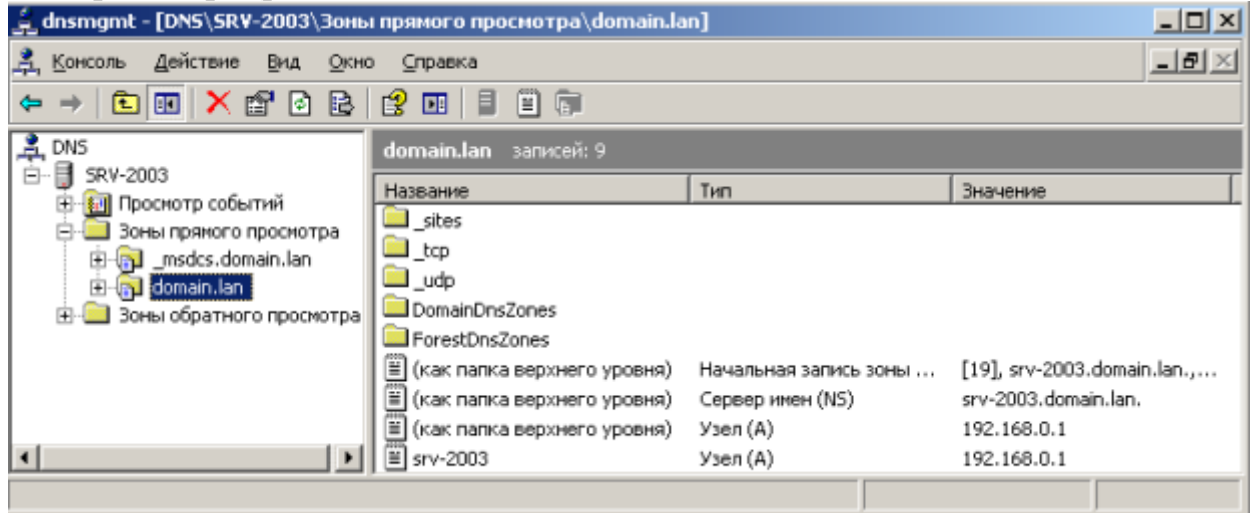 dnsmgmt - [DNS\SRV-2003\Зоны прямого просмотра\domain.lan]
Консоль Действие Вид Окно Справка
DNS
SRV-2003
Просмотр событий
Зоны прямого просмотра
_msdcs.domain.lan
domain.lan
Зоны обратного просмотра
domain.lan записей: 9
Название Тип Значение
_sites
_tcp
_udp
DomainDnsZones
ForestDnsZones
(как папка верхнего уровня) Начальная запись зоны ... [19], srv-2003.domain.lan.,...
(как папка верхнего уровня) Сервер имен (NS) srv-2003.domain.lan.
(как папка верхнего уровня) Узел (A) 192.168.0.1
srv-2003 Узел (A) 192.168.0.1